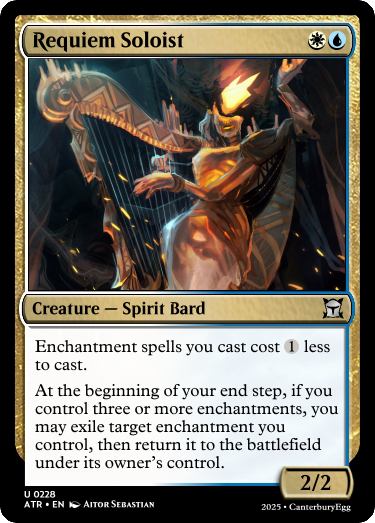 Requiem Soloist
Creature — Spirit Bard
Enchantment spells you cast cost 1 less
to cast.
At the beginning of your end step, if you
control three or more enchantments, you
may exile target enchantment you
control, then return it to the battlefield
under its owner's control.
2/2
U 0228
ATR • EN Aitor Sebastian
2025 • CanterburyEgg